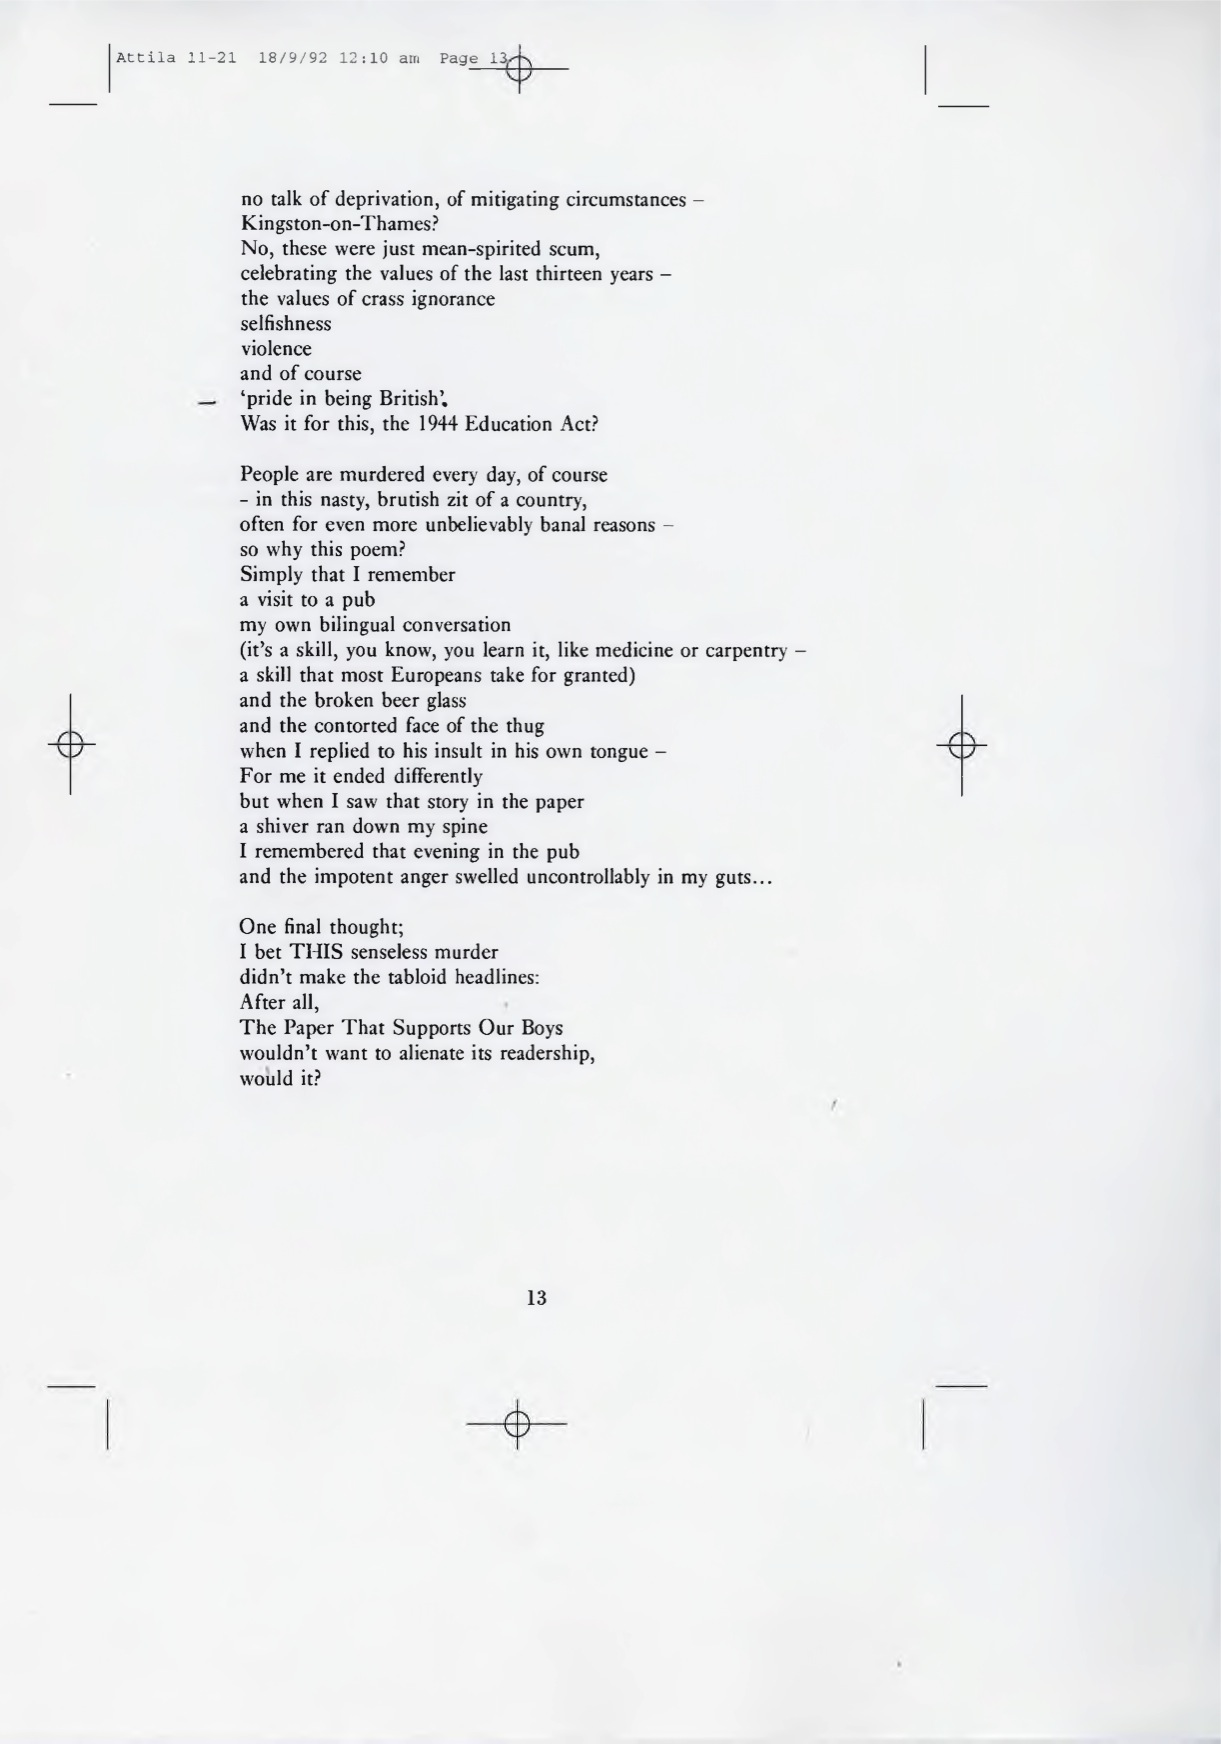 Attila 11-21 18/9/92 12:10 am Page 13
no talk of deprivation, of mitigating circumstances –
Kingston-on-Thames?
No, these were just mean-spirited scum,
celebrating the values of the last thirteen years –
the values of crass ignorance
selfishness
violence
and of course
‘pride in being British’.
Was it for this, the 1944 Education Act?
People are murdered every day, of course
- in this nasty, brutish zit of a country,
often for even more unbelievably banal reasons –
so why this poem?
Simply that I remember
a visit to a pub
my own bilingual conversation
(it’s a skill, you know, you learn it, like medicine or carpentry –
a skill that most Europeans take for granted)
and the broken beer glass
and the contorted face of the thug
when I replied to his insult in his own tongue –
For me it ended differently
but when I saw that story in the paper
a shiver ran down my spine
I remembered that evening in the pub
and the impotent anger swelled uncontrollably in my guts...
One final thought;
I bet THIS senseless murder
didn’t make the tabloid headlines:
After all,
The Paper That Supports Our Boys
wouldn’t want to alienate its readership,
would it?
13